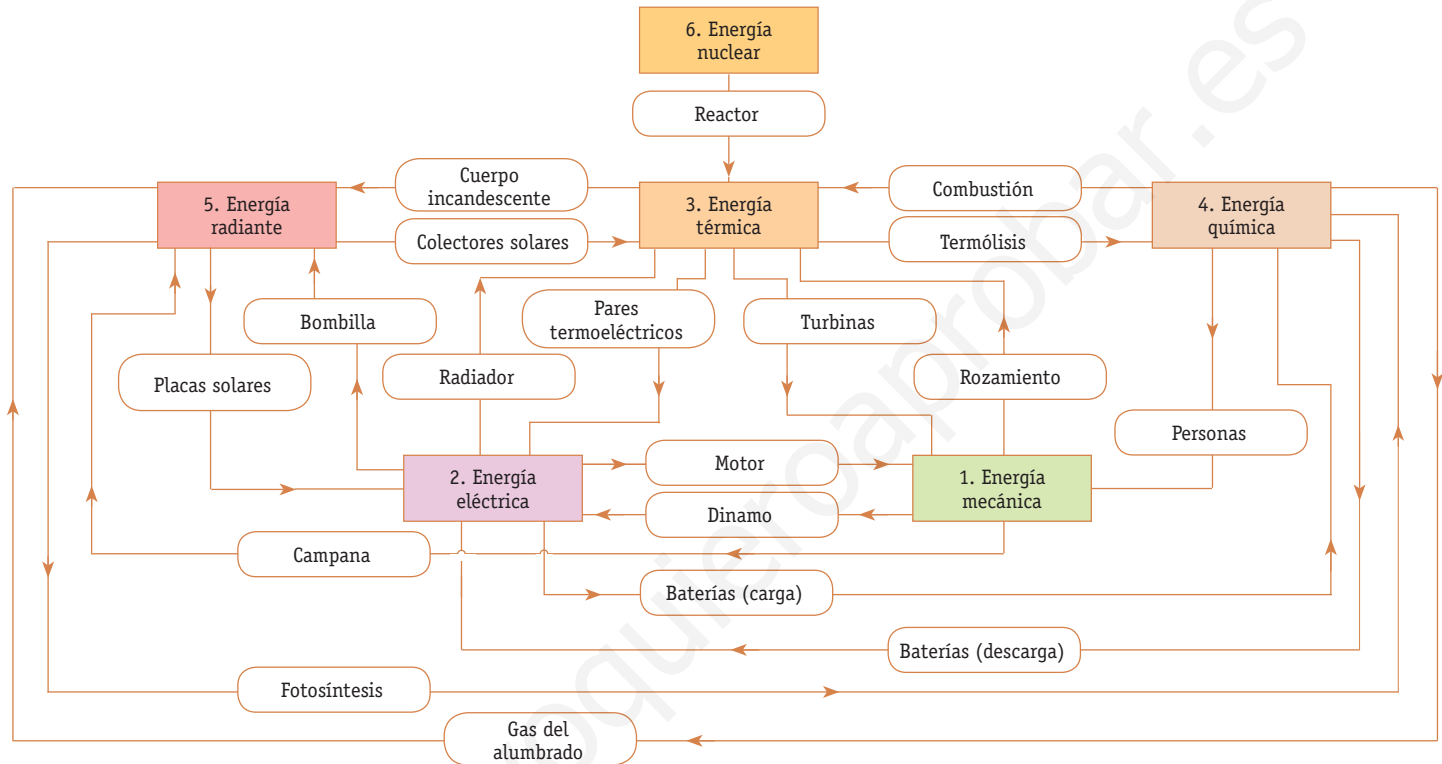 6. Energía
nuclear
Reactor
Cuerpo
incandescente
Combustión
5. Energía
radiante
3. Energía
térmica
4. Energía
química
Colectores solares
Termólisis
Bombilla
Pares
termoeléctricos
Turbinas
Placas solares
Radiador
Rozamiento
Personas
Motor
2. Energía
eléctrica
1. Energía
mecánica
Dinamo
Campana
Baterías (carga)
Baterías (descarga)
Fotosíntesis
Gas del
alumbrado
oquieroaprobar.es